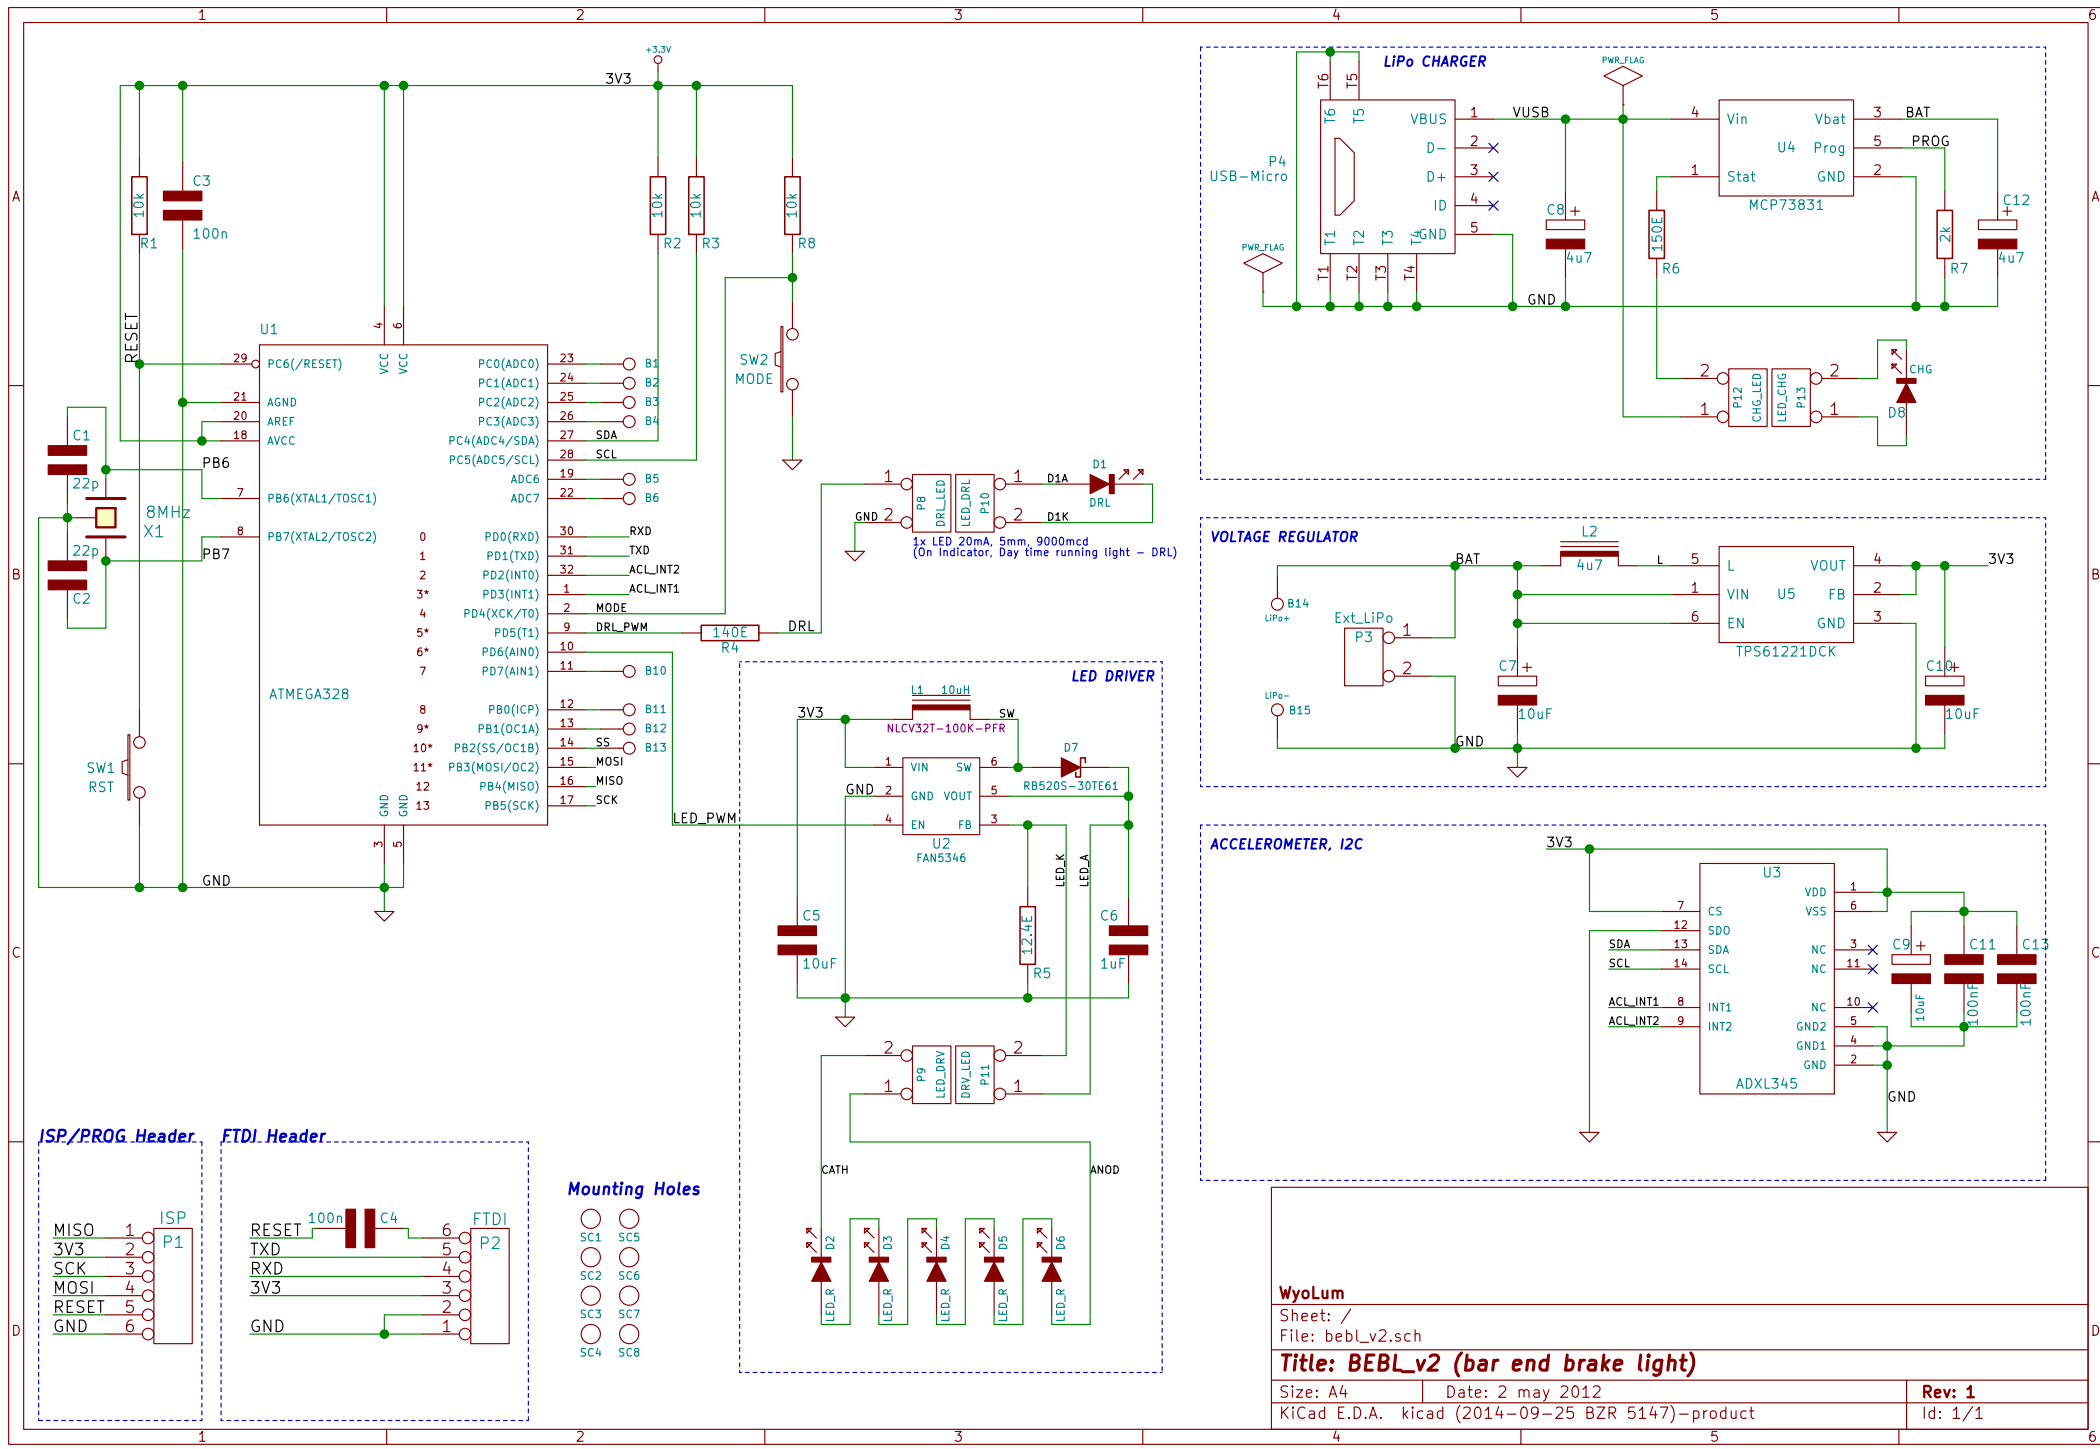 1 2 3 4 5 6
A
B
C
D
A
B
C
D
1 2 3 4 5 6
+3.3V
3V3
10k
R1
C3
100n
10k
R2
10k
R3
10k
R8
RESET
SW2
MODE
U1
ATMEGA328
4 VCC
6 VCC
29 PC6(/RESET)
21 AGND
20 AREF
18 AVCC
7 PB6(XTAL1/TOSC1)
8 PB7(XTAL2/TOSC2)
3 GND
5 GND
PC0(ADC0) 23 B1
PC1(ADC1) 24 B2
PC2(ADC2) 25 B3
PC3(ADC3) 26 B4
PC4(ADC4/SDA) 27 SDA
PC5(ADC5/SCL) 28 SCL
ADC6 19 B5
ADC7 22 B6
0 PD0(RXD) 30 RXD
1 PD1(TXD) 31 TXD
2 PD2(INT0) 32 ACL_INT2
3* PD3(INT1) 1 ACL_INT1
4 PD4(XCK/T0) 2 MODE
5* PD5(T1) 9 DRL_PWM
6* PD6(AIN0) 10
7 PD7(AIN1) 11 B10
8 PB0(ICP) 12 B11
9* PB1(OC1A) 13 B12
10* PB2(SS/OC1B) 14 SS B13
11* PB3(MOSI/OC2) 15 MOSI
12 PB4(MISO) 16 MISO
13 PB5(SCK) 17 SCK
C1
22p
PB6
8MHz
X1
22p
C2
PB7
SW1
RST
GND
140E
R4
DRL
1 P8 DRL_LED
GND 2
LED_DRL P10 1 D1A
2 D1K
D1
DRL
1x LED 20mA, 5mm, 9000mcd
(On Indicator, Day time running light - DRL)
LED DRIVER
3V3
L1 10uH
NLCV32T-100K-PFR
SW
D7
RB520S-30TE61
1 VIN SW 6
GND 2 GND VOUT 5
LED_PWM 4 EN FB 3
U2
FAN5346
LED_K
LED_A
C5
10uF
12.4E
R5
C6
1uF
2 P9 LED_DRV
1
DRV_LED P11 2
1
CATH
ANOD
D2 LED_R
D3 LED_R
D4 LED_R
D5 LED_R
D6 LED_R
LiPo CHARGER
PWR_FLAG
PWR_FLAG
P4
USB-Micro
T6 T5
T6 T5
T1 T2 T3 T4
T1 T2 T3 T4
VBUS 1 VUSB
D- 2
D+ 3
ID 4
GND 5
GND
C8
4u7
4 Vin
1 Stat
Vbat 3 BAT
Prog 5 PROG
GND 2
U4
MCP73831
150E
R6
2k
R7
C12
4u7
2 P12 CHG_LED
1
LED_CHG P13 2
1
CHG
D8
VOLTAGE REGULATOR
BAT
B14
LiPo+
LiPo-
B15
Ext_LiPo
P3
1
2
GND
L2
4u7
L
C7
10uF
5 L
1 VIN
6 EN
VOUT 4
FB 2
GND 3
U5
TPS61221DCK
3V3
C10
10uF
ACCELEROMETER, I2C
3V3
U3
ADXL345
7 CS
12 SDO
SDA 13 SDA
SCL 14 SCL
ACL_INT1 8 INT1
ACL_INT2 9 INT2
VDD 1
VSS 6
NC 3
NC 11
NC 10
GND2 5
GND1 4
GND 2
GND
C9
10uF
C11
100nF
C13
100nF
ISP/PROG Header
ISP
P1
MISO 1
3V3 2
SCK 3
MOSI 4
RESET 5
GND 6
FTDI Header
100n C4
FTDI
P2
RESET 6
TXD 5
RXD 4
3V3 3
2
GND 1
Mounting Holes
SC1 SC5
SC2 SC6
SC3 SC7
SC4 SC8
WyoLum
Sheet: /
File: bebl_v2.sch
Title: BEBL_v2 (bar end brake light)
Size: A4 Date: 2 may 2012 Rev: 1
KiCad E.D.A. kicad (2014-09-25 BZR 5147)-product Id: 1/1